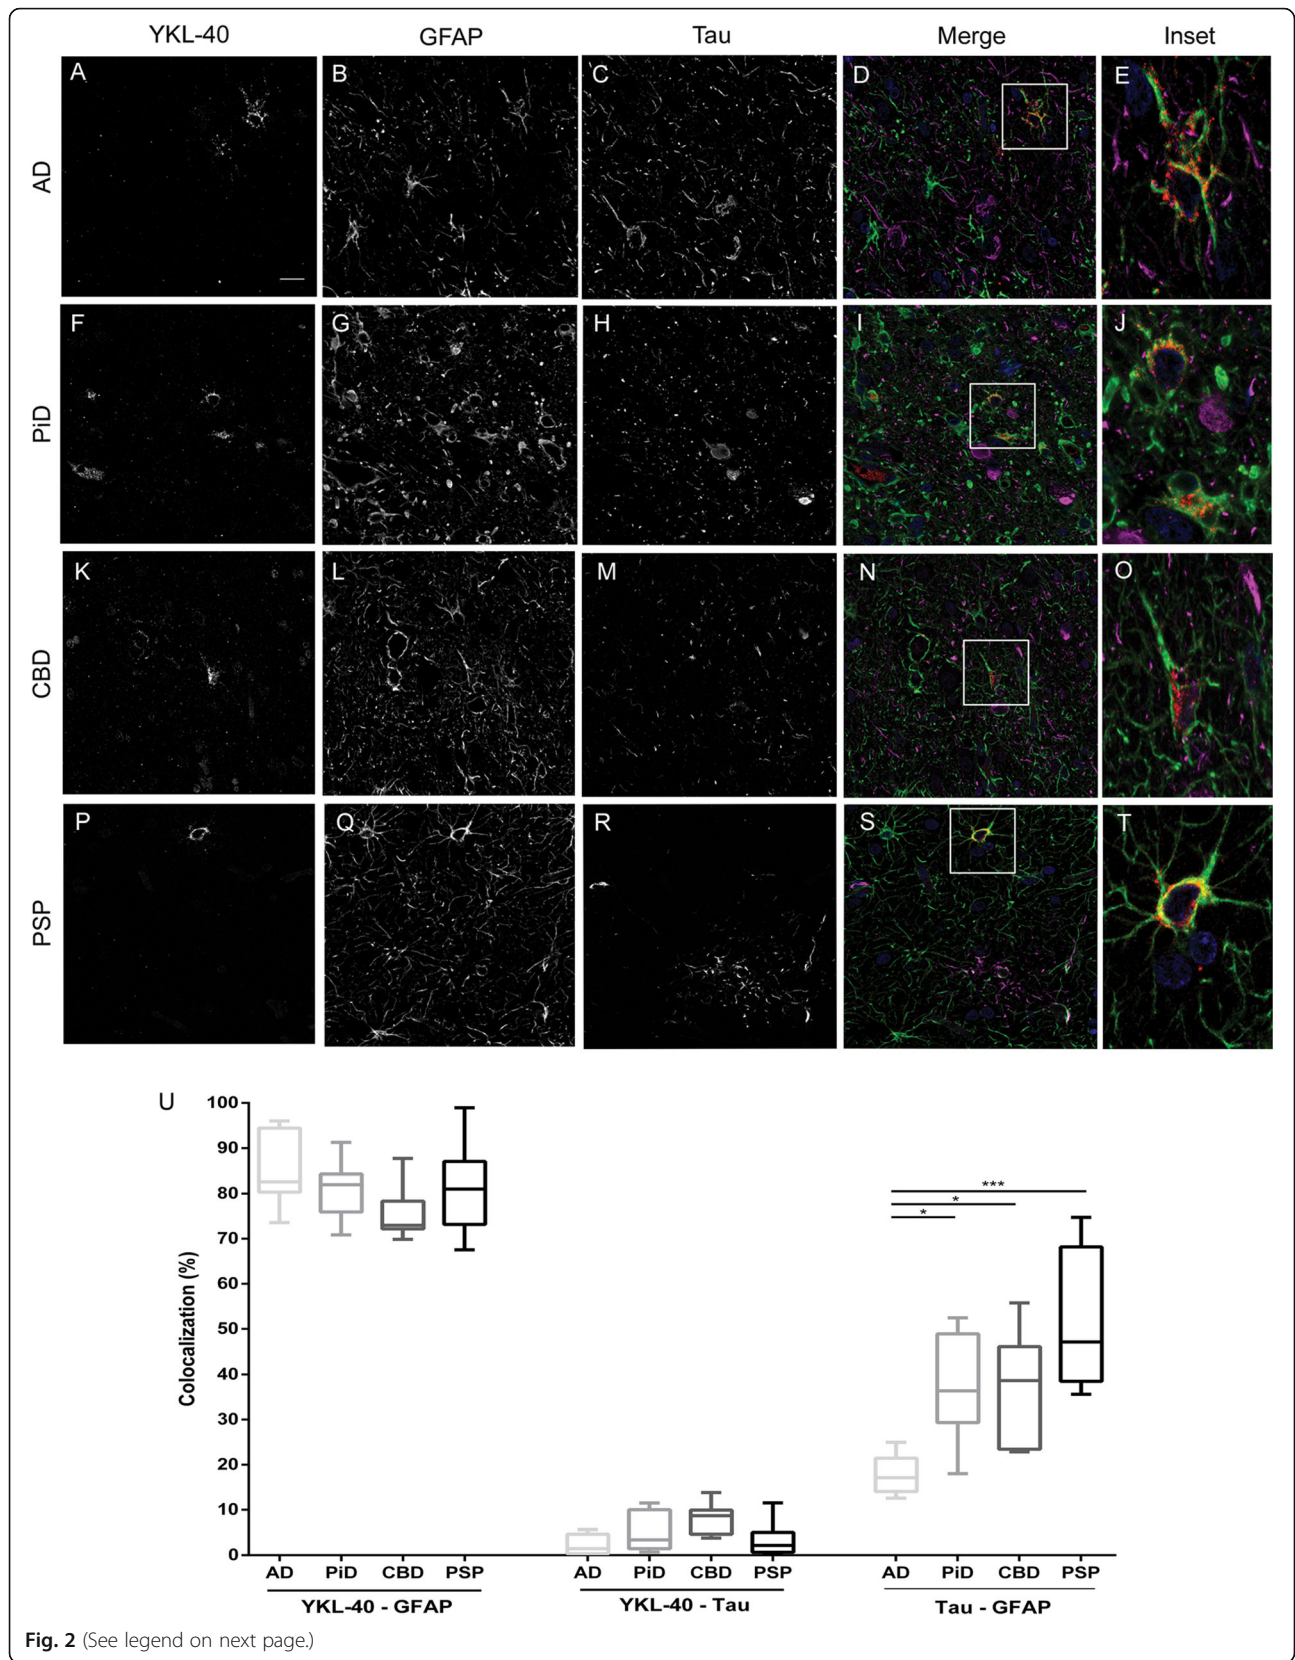 YKL-40 GFAP Tau Merge Inset
AD A B C D E
PiD F G H I J
CBD K L M N O
PSP P Q R S T
U
Colocalization (%)
100
90
80
70
60
50
40
30
20
10
0
***
*
*
AD PiD CBD PSP AD PiD CBD PSP AD PiD CBD PSP
YKL-40 - GFAP YKL-40 - Tau Tau - GFAP
Fig. 2 (See legend on next page.)